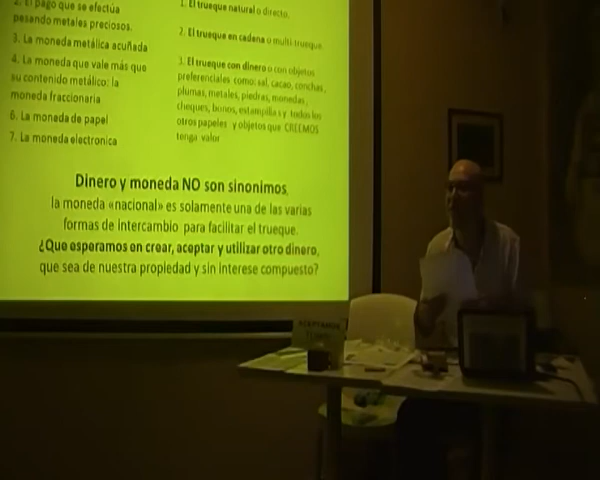 2. El pago que se efectúa
pesando metales preciosos.
3. La moneda metálica acuñada
4. La moneda que vale más que
su contenido metálico: la
moneda fraccionaria
6. La moneda de papel
7. La moneda electronica
1. El trueque natural o directo.
2. El trueque en cadena o multi trueque.
3. El trueque con dinero o con objetos
preferenciales como: sal, cacao, conchas,
plumas, metales, piedras, monedas,
cheques, bonos, estampillas y todos los
otros papeles y objetos que CREEMOS
tenga valor
Dinero y moneda NO son sinonimos,
la moneda «nacional» es solamente una de las varias
formas de intercambio para facilitar el trueque.
¿Que esperamos en crear, aceptar y utilizar otro dinero,
que sea de nuestra propiedad y sin interese compuesto?
ACEPTAMOS